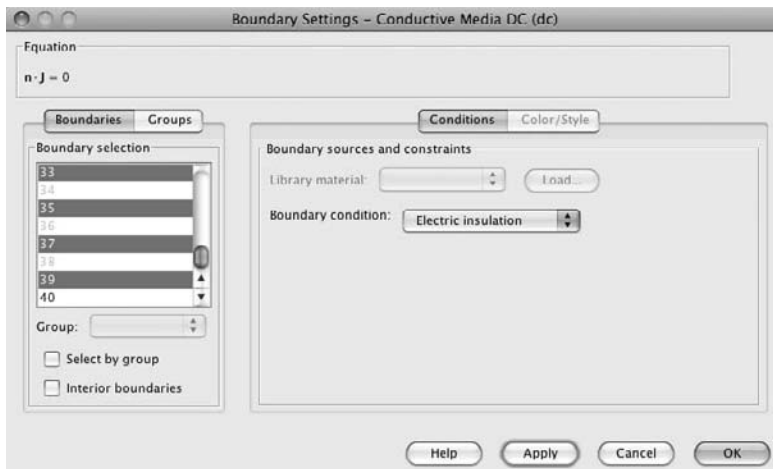 Boundary Settings – Conductive Media DC (dc)
Equation
n · J = 0
Boundaries Groups
Boundary selection
33
34
35
36
37
38
39
40
Group:
Select by group
Interior boundaries
Conditions Color/Style
Boundary sources and constraints
Library material: Load...
Boundary condition: Electric insulation
Help Apply Cancel OK